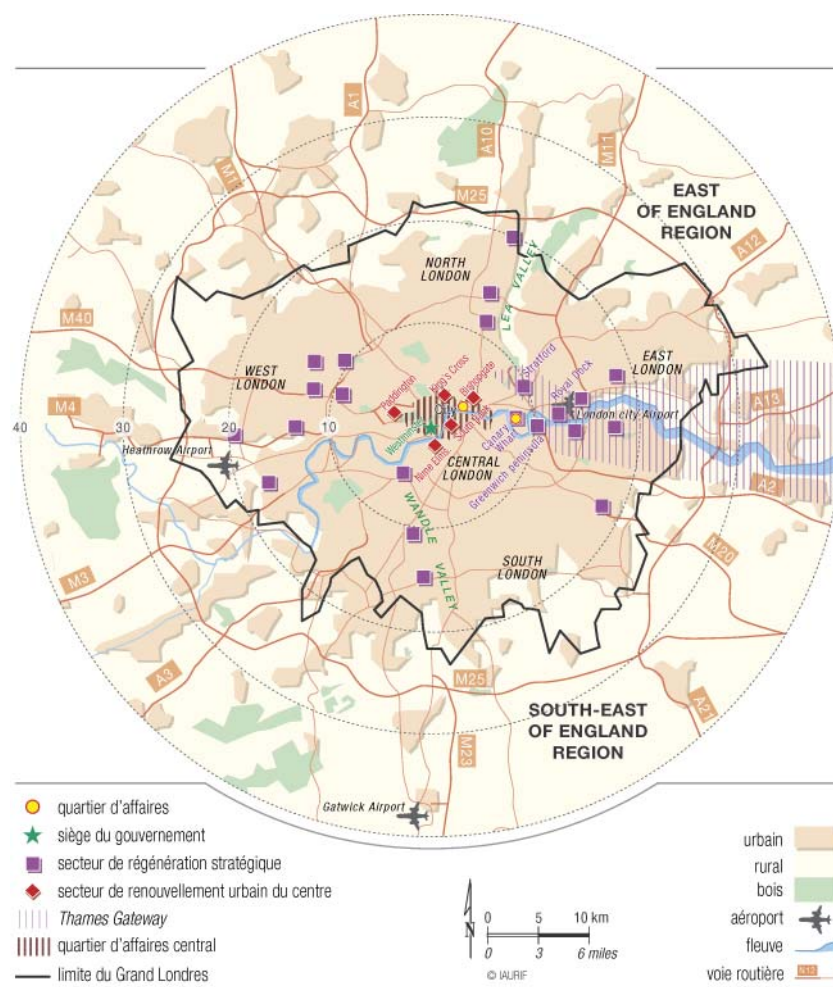 A1
A10
M11
M11
M25
EAST
OF ENGLAND
REGION
A12
NORTH
LONDON
LEA VALLEY
M40
WEST
LONDON
EAST
LONDON
Paddington
King's Cross
Bishopsgate
Stratford
Royal Dock
M4
A13
40
30
20
10
City
London city Airport
Westminster
Heathrow Airport
Nine Elms
Canary
Wharf
CENTRAL
LONDON
Greenwich peninsula
A2
WANDLE
VALLEY
M20
M3
SOUTH
LONDON
A3
M25
SOUTH-EAST
OF ENGLAND
REGION
A21
M23
Gatwick Airport
quartier d'affaires
siège du gouvernement
secteur de régénération stratégique
secteur de renouvellement urbain du centre
Thames Gateway
quartier d'affaires central
limite du Grand Londres
N
0 5 10 km
0 3 6 miles
© IAURIF
urbain
rural
bois
aéroport
fleuve
voie routière N13